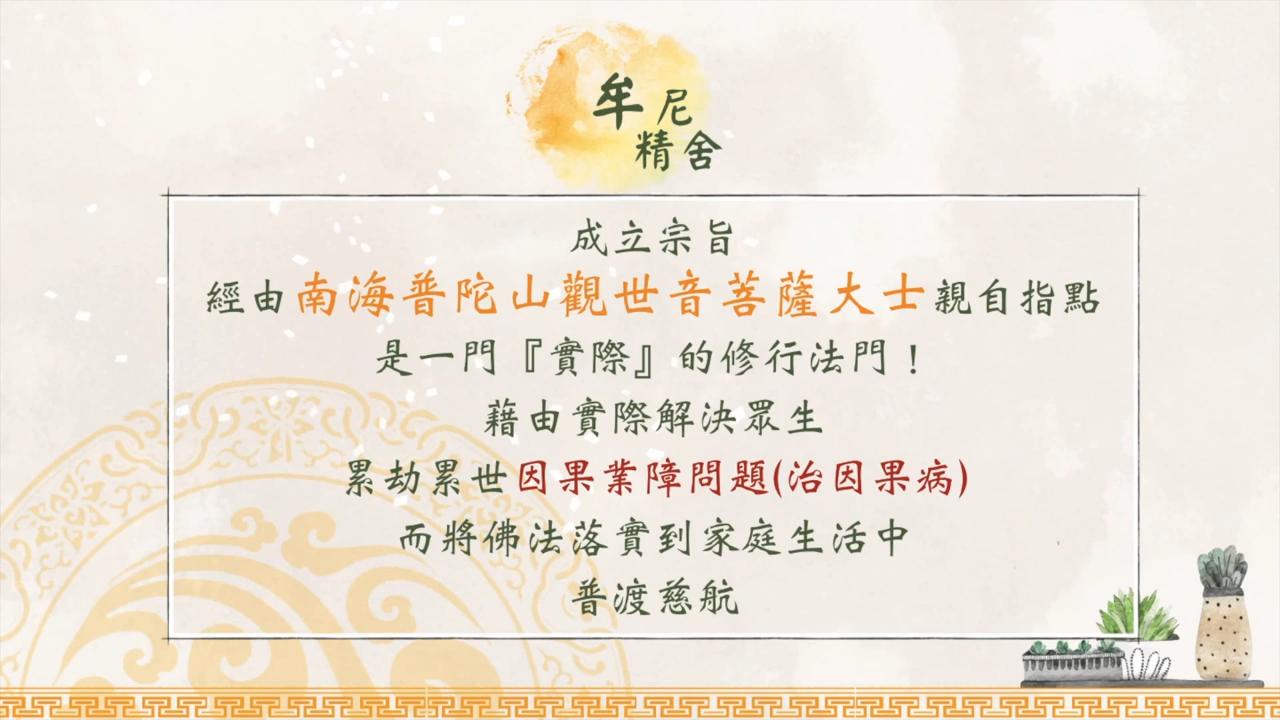 牟尼
精舍
成立宗旨
經由南海普陀山觀世音菩薩大士親自指點
是一門『實際』的修行法門！
藉由實際解決眾生
累劫累世因果業障問題(治因果病)
而將佛法落實到家庭生活中
普渡慈航